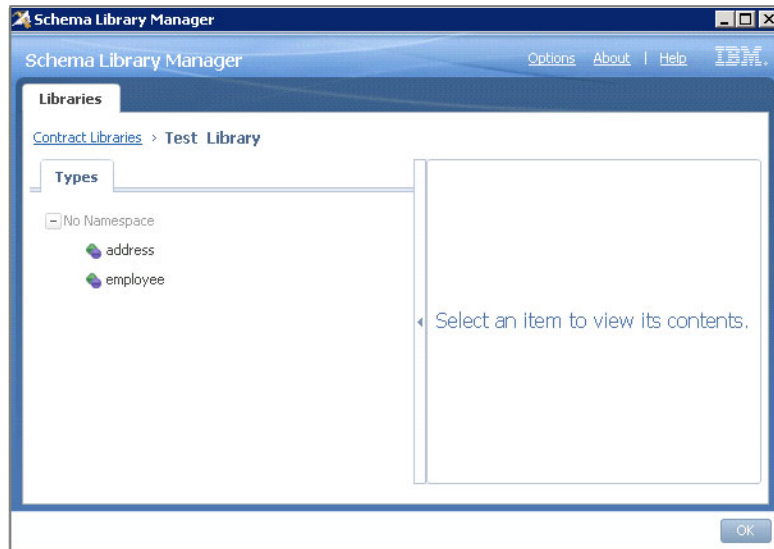 Schema Library Manager
Schema Library Manager Options About | Help IBM.
Libraries
Contract Libraries > Test Library
Types
No Namespace
address
employee
Select an item to view its contents.
OK